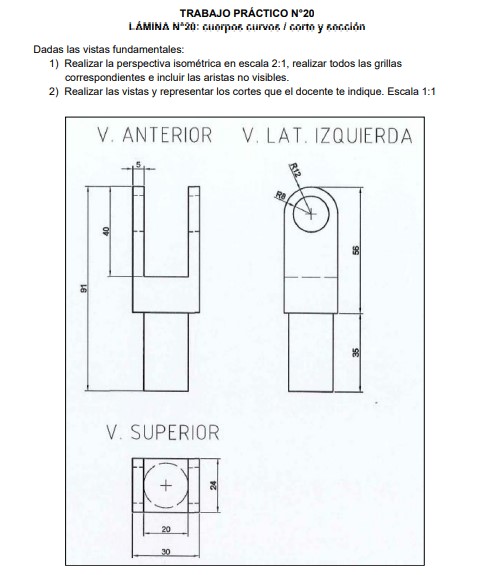 TRABAJO PRÁCTICO N°20
LÁMINA N°20: cuerpos curvos / corte y sección
Dadas las vistas fundamentales:
1) Realizar la perspectiva isométrica en escala 2:1, realizar todos las grillas
correspondientes e incluir las aristas no visibles.
2) Realizar las vistas y representar los cortes que el docente te indique. Escala 1:1
V. ANTERIOR
V. LAT. IZQUIERDA
5
R12
R8
40
91
56
35
V. SUPERIOR
24
20
30